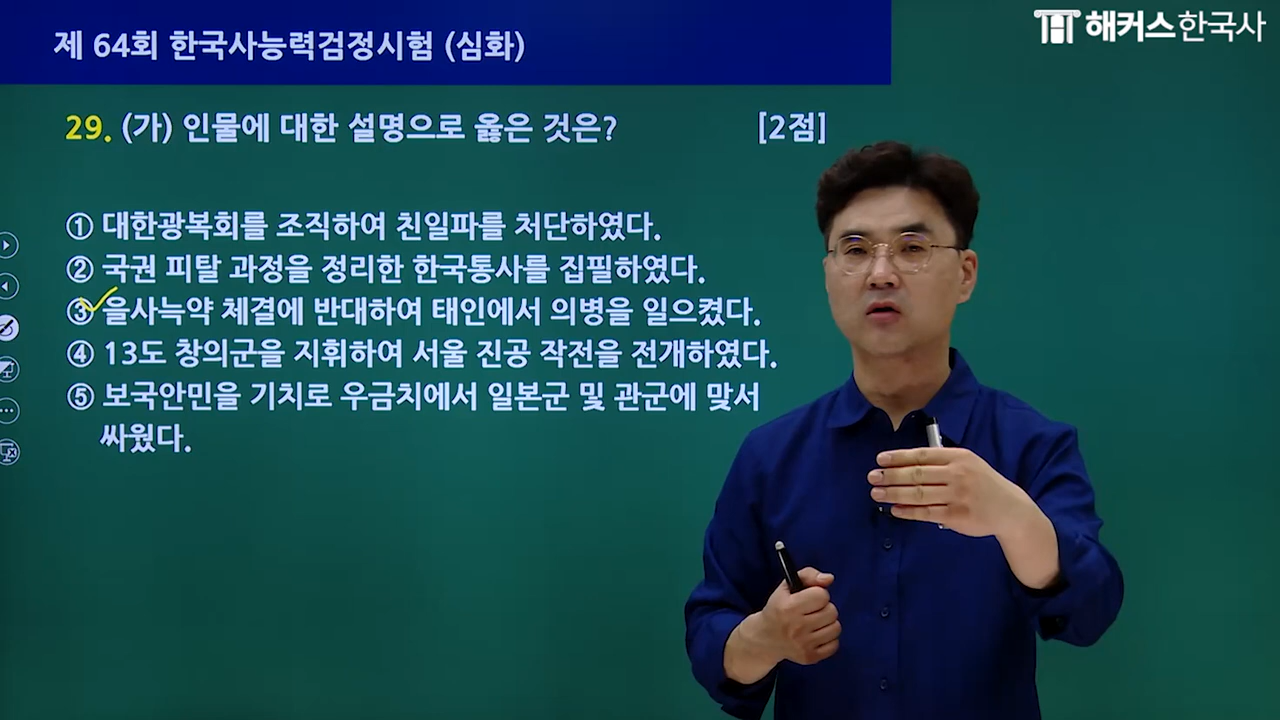 제 64회 한국사능력검정시험 (심화)
해커스한국사
29. (가) 인물에 대한 설명으로 옳은 것은? [2점]
① 대한광복회를 조직하여 친일파를 처단하였다.
② 국권 피탈 과정을 정리한 한국통사를 집필하였다.
③ 을사늑약 체결에 반대하여 태인에서 의병을 일으켰다.
④ 13도 창의군을 지휘하여 서울 진공 작전을 전개하였다.
⑤ 보국안민을 기치로 우금치에서 일본군 및 관군에 맞서
싸웠다.